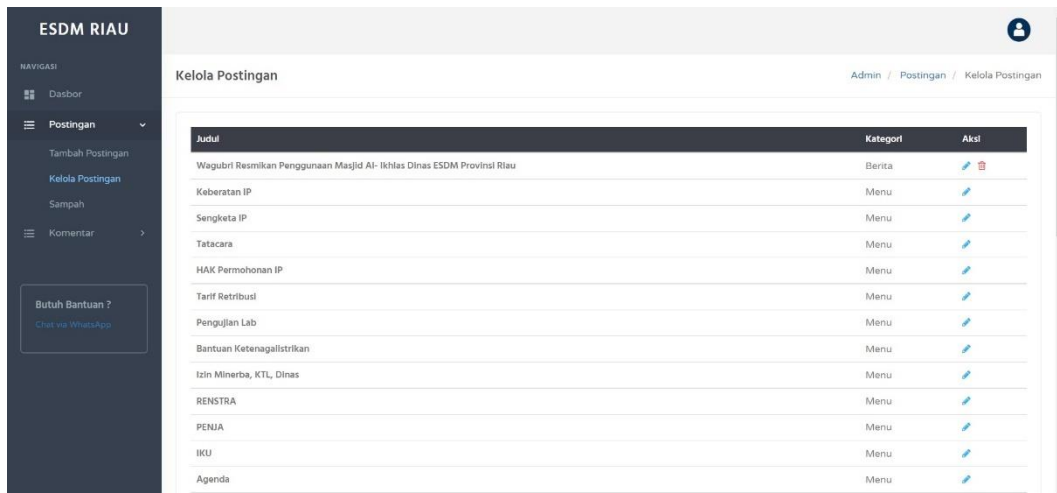 ESDM RIAU
NAVIGASI
Dasbor
Postingan
Tambah Postingan
Kelola Postingan
Sampah
Komentar
Butuh Bantuan ?
Chat via WhatsApp
Kelola Postingan
Admin / Postingan / Kelola Postingan
Judul Kategori Aksi
Wagubri Resmikan Penggunaan Masjid Al- Ikhlas Dinas ESDM Provinsi Riau Berita
Keberatan IP Menu
Sengketa IP Menu
Tatacara Menu
HAK Permohonan IP Menu
Tarif Retribusi Menu
Pengujian Lab Menu
Bantuan Ketenagalistrikan Menu
Izin Minerba, KTL, Dinas Menu
RENSTRA Menu
PENJA Menu
IKU Menu
Agenda Menu